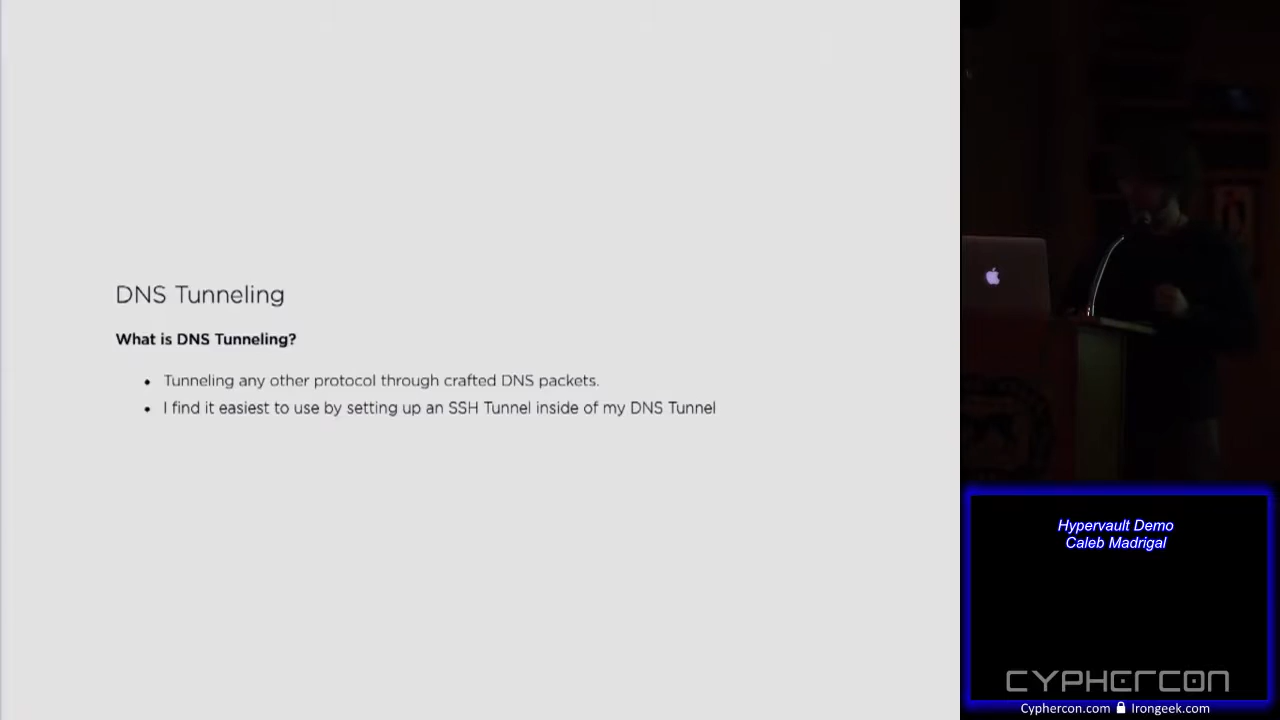 DNS Tunneling
What is DNS Tunneling?
• Tunneling any other protocol through crafted DNS packets.
• I find it easiest to use by setting up an SSH Tunnel inside of my DNS Tunnel
Hypervault Demo
Caleb Madrigal
CYPHERCON
Cyphercon.com Irongeek.com